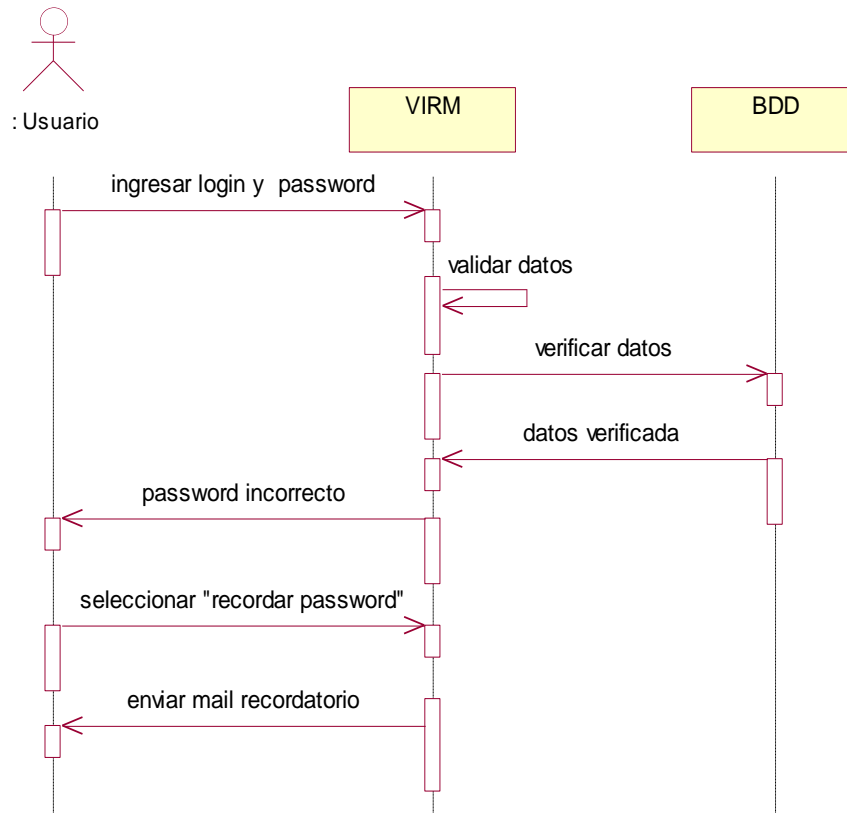 : Usuario
VIRM
BDD
ingresar login y password
validar datos
verificar datos
datos verificada
password incorrecto
seleccionar "recordar password"
enviar mail recordatorio